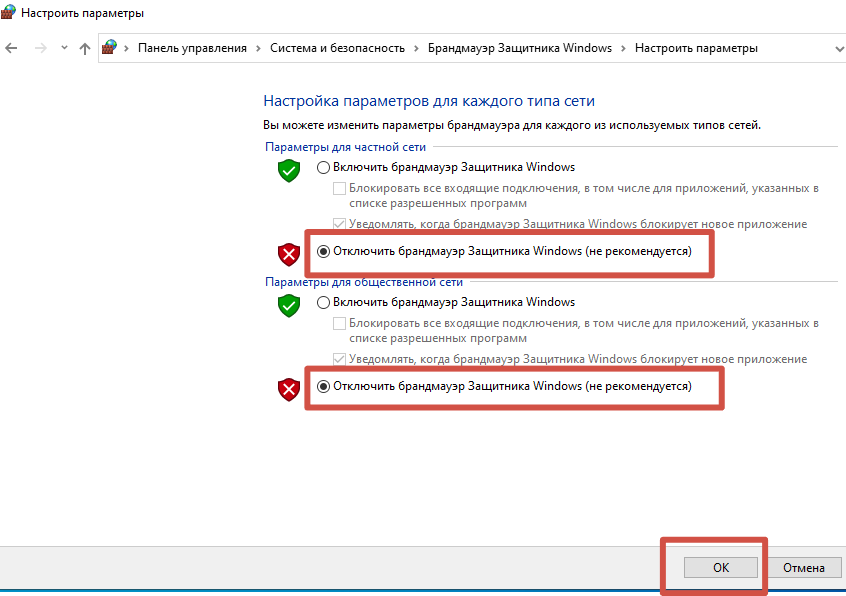 Настроить параметры
Панель управления > Система и безопасность > Брандмауэр Защитника Windows > Настроить параметры
Настройка параметров для каждого типа сети
Вы можете изменить параметры брандмауэра для каждого из используемых типов сетей.
Параметры для частной сети
Включить брандмауэр Защитника Windows
Блокировать все входящие подключения, в том числе для приложений, указанных в
списке разрешенных программ
Уведомлять, когда брандмауэр Защитника Windows блокирует новое приложение
Отключить брандмауэр Защитника Windows (не рекомендуется)
Параметры для общественной сети
Включить брандмауэр Защитника Windows
Блокировать все входящие подключения, в том числе для приложений, указанных в
списке разрешенных программ
Уведомлять, когда брандмауэр Защитника Windows блокирует новое приложение
Отключить брандмауэр Защитника Windows (не рекомендуется)
ОК Отмена